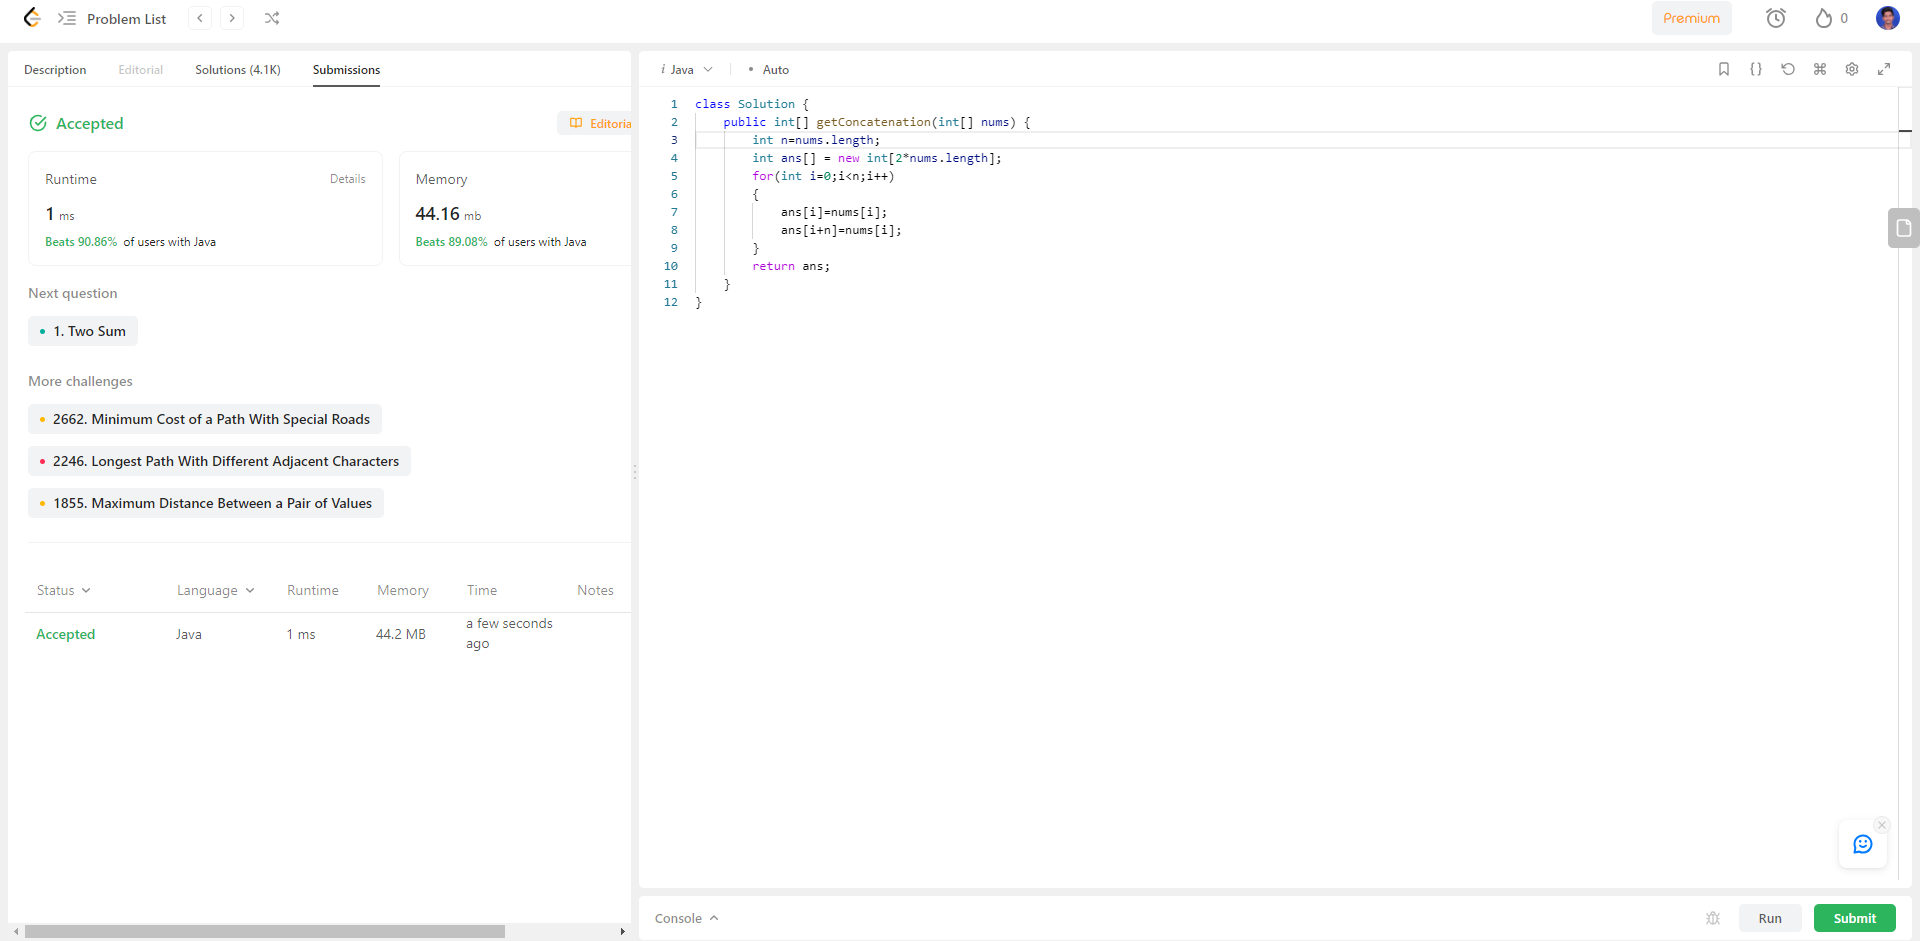 Problem List
Premium
0
Description
Editorial
Solutions (4.1K)
Submissions
Accepted
Editoria
Runtime
Details
1 ms
Beats 90.86% of users with Java
Memory
44.16 mb
Beats 89.08% of users with Java
Next question
1. Two Sum
More challenges
2662. Minimum Cost of a Path With Special Roads
2246. Longest Path With Different Adjacent Characters
1855. Maximum Distance Between a Pair of Values
Status Language Runtime Memory Time Notes
Accepted Java 1 ms 44.2 MB a few seconds
ago
i Java • Auto
1 class Solution {
2 public int[] getConcatenation(int[] nums) {
3 int n=nums.length;
4 int ans[] = new int[2*nums.length];
5 for(int i=0;i<n;i++)
6 {
7 ans[i]=nums[i];
8 ans[i+n]=nums[i];
9 }
10 return ans;
11 }
12 }
Console
Run
Submit